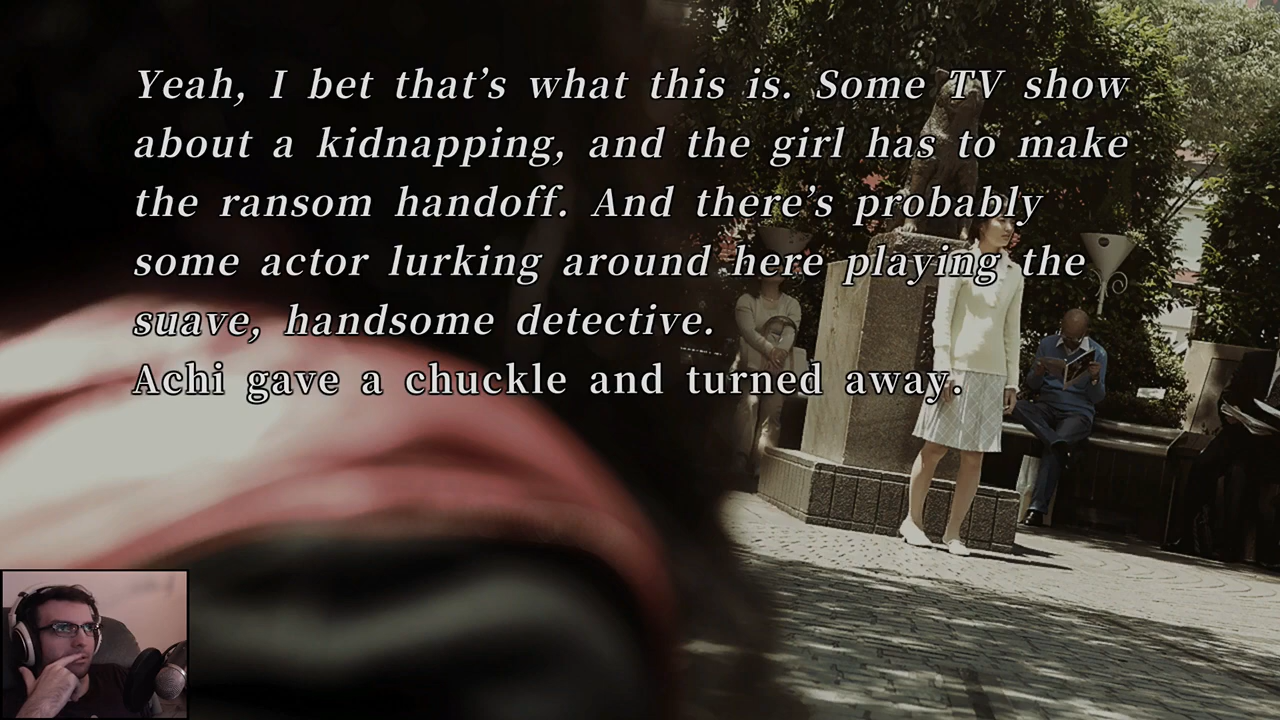 Yeah, I bet that's what this is. Some TV show
about a kidnapping, and the girl has to make
the ransom handoff. And there's probably
some actor lurking around here playing the
suave, handsome detective.
Achi gave a chuckle and turned away.